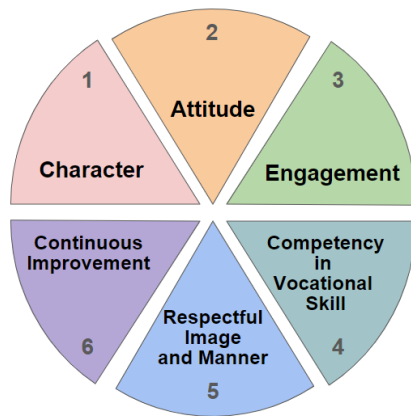 1
Character
2
Attitude
3
Engagement
Competency
in
Vocational
Skill
4
Respectful
Image
and Manner
5
Continuous
Improvement
6